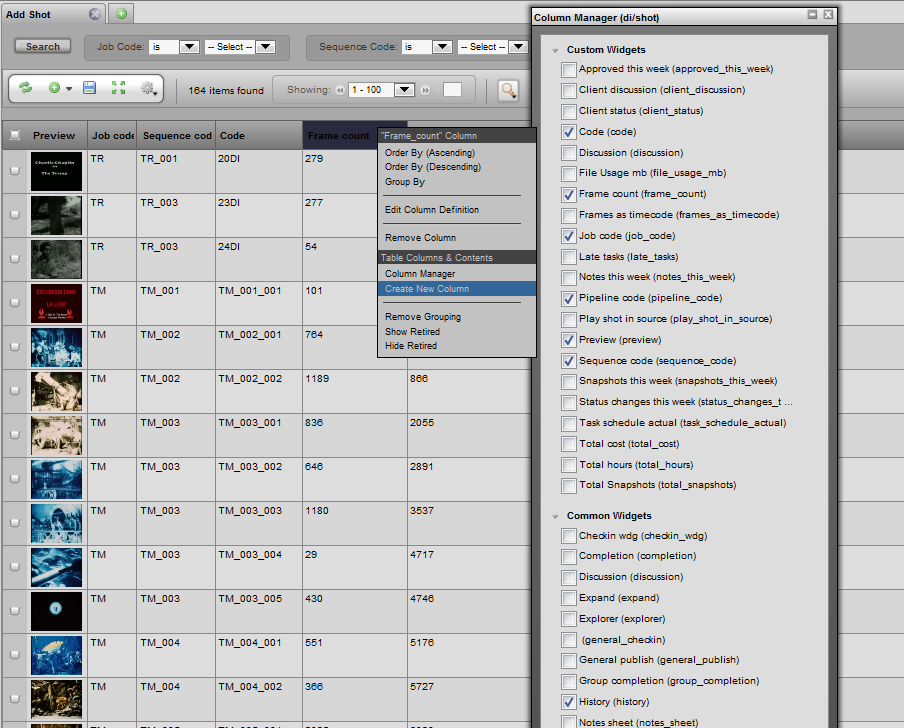 Add Shot
Search
Job Code: is -- Select --
Sequence Code: is -- Select --
164 items found
Showing: 1 - 100
Preview Job code Sequence cod Code Frame count
TR TR_001 20DI 279
TR TR_003 23DI 277
TR TR_003 24DI 54
TM TM_001 TM_001_001 101
TM TM_002 TM_002_001 764
TM TM_002 TM_002_002 1189 866
TM TM_003 TM_003_001 836 2055
TM TM_003 TM_003_002 646 2891
TM TM_003 TM_003_003 1180 3537
TM TM_003 TM_003_004 29 4717
TM TM_003 TM_003_005 430 4746
TM TM_004 TM_004_001 551 5176
TM TM_004 TM_004_002 366 5727
"Frame_count" Column
Order By (Ascending)
Order By (Descending)
Group By
Edit Column Definition
Remove Column
Table Columns & Contents
Column Manager
Create New Column
Remove Grouping
Show Retired
Hide Retired
Column Manager (di/shot)
Custom Widgets
Approved this week (approved_this_week)
Client discussion (client_discussion)
Client status (client_status)
Code (code)
Discussion (discussion)
File Usage mb (file_usage_mb)
Frame count (frame_count)
Frames as timecode (frames_as_timecode)
Job code (job_code)
Late tasks (late_tasks)
Notes this week (notes_this_week)
Pipeline code (pipeline_code)
Play shot in source (play_shot_in_source)
Preview (preview)
Sequence code (sequence_code)
Snapshots this week (snapshots_this_week)
Status changes this week (status_changes_t ...
Task schedule actual (task_schedule_actual)
Total cost (total_cost)
Total hours (total_hours)
Total Snapshots (total_snapshots)
Common Widgets
Checkin wdg (checkin_wdg)
Completion (completion)
Discussion (discussion)
Expand (expand)
Explorer (explorer)
(general_checkin)
General publish (general_publish)
Group completion (group_completion)
History (history)
Notes sheet (notes_sheet)